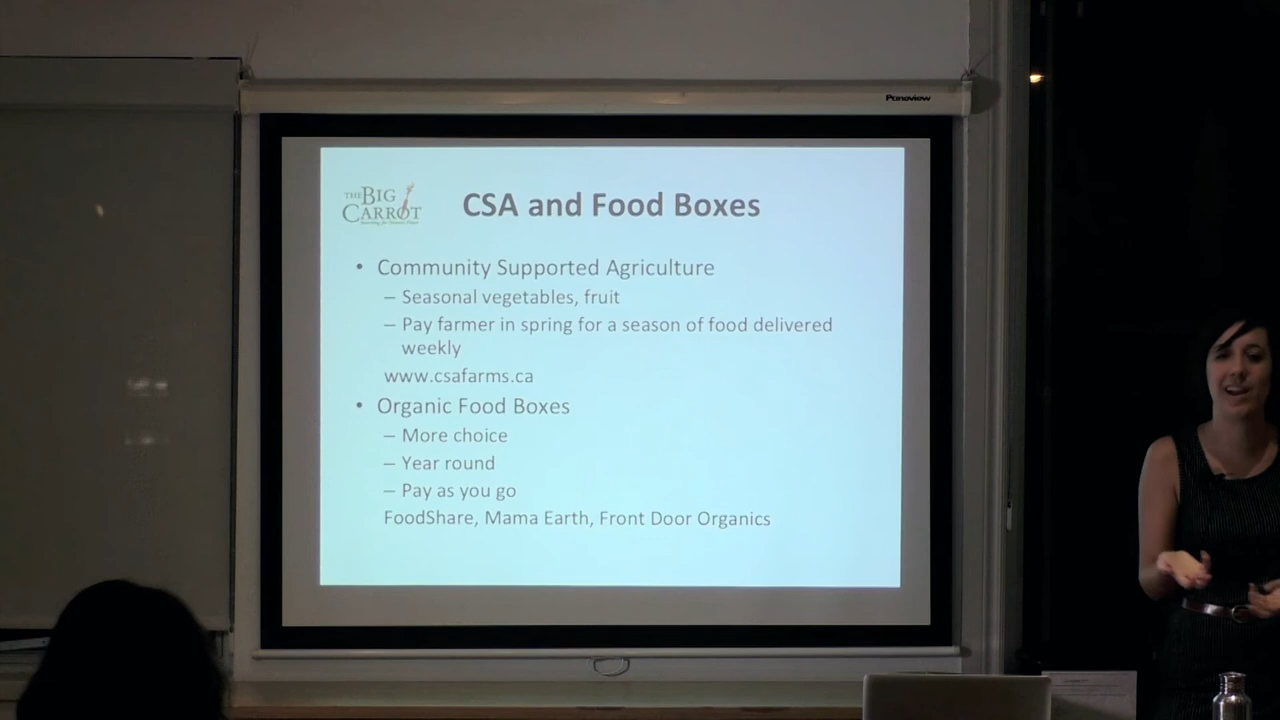 Panoview
THE BIG
CARROT
CSA and Food Boxes
• Community Supported Agriculture
– Seasonal vegetables, fruit
– Pay farmer in spring for a season of food delivered
weekly
www.csafarms.ca
• Organic Food Boxes
– More choice
– Year round
– Pay as you go
FoodShare, Mama Earth, Front Door Organics